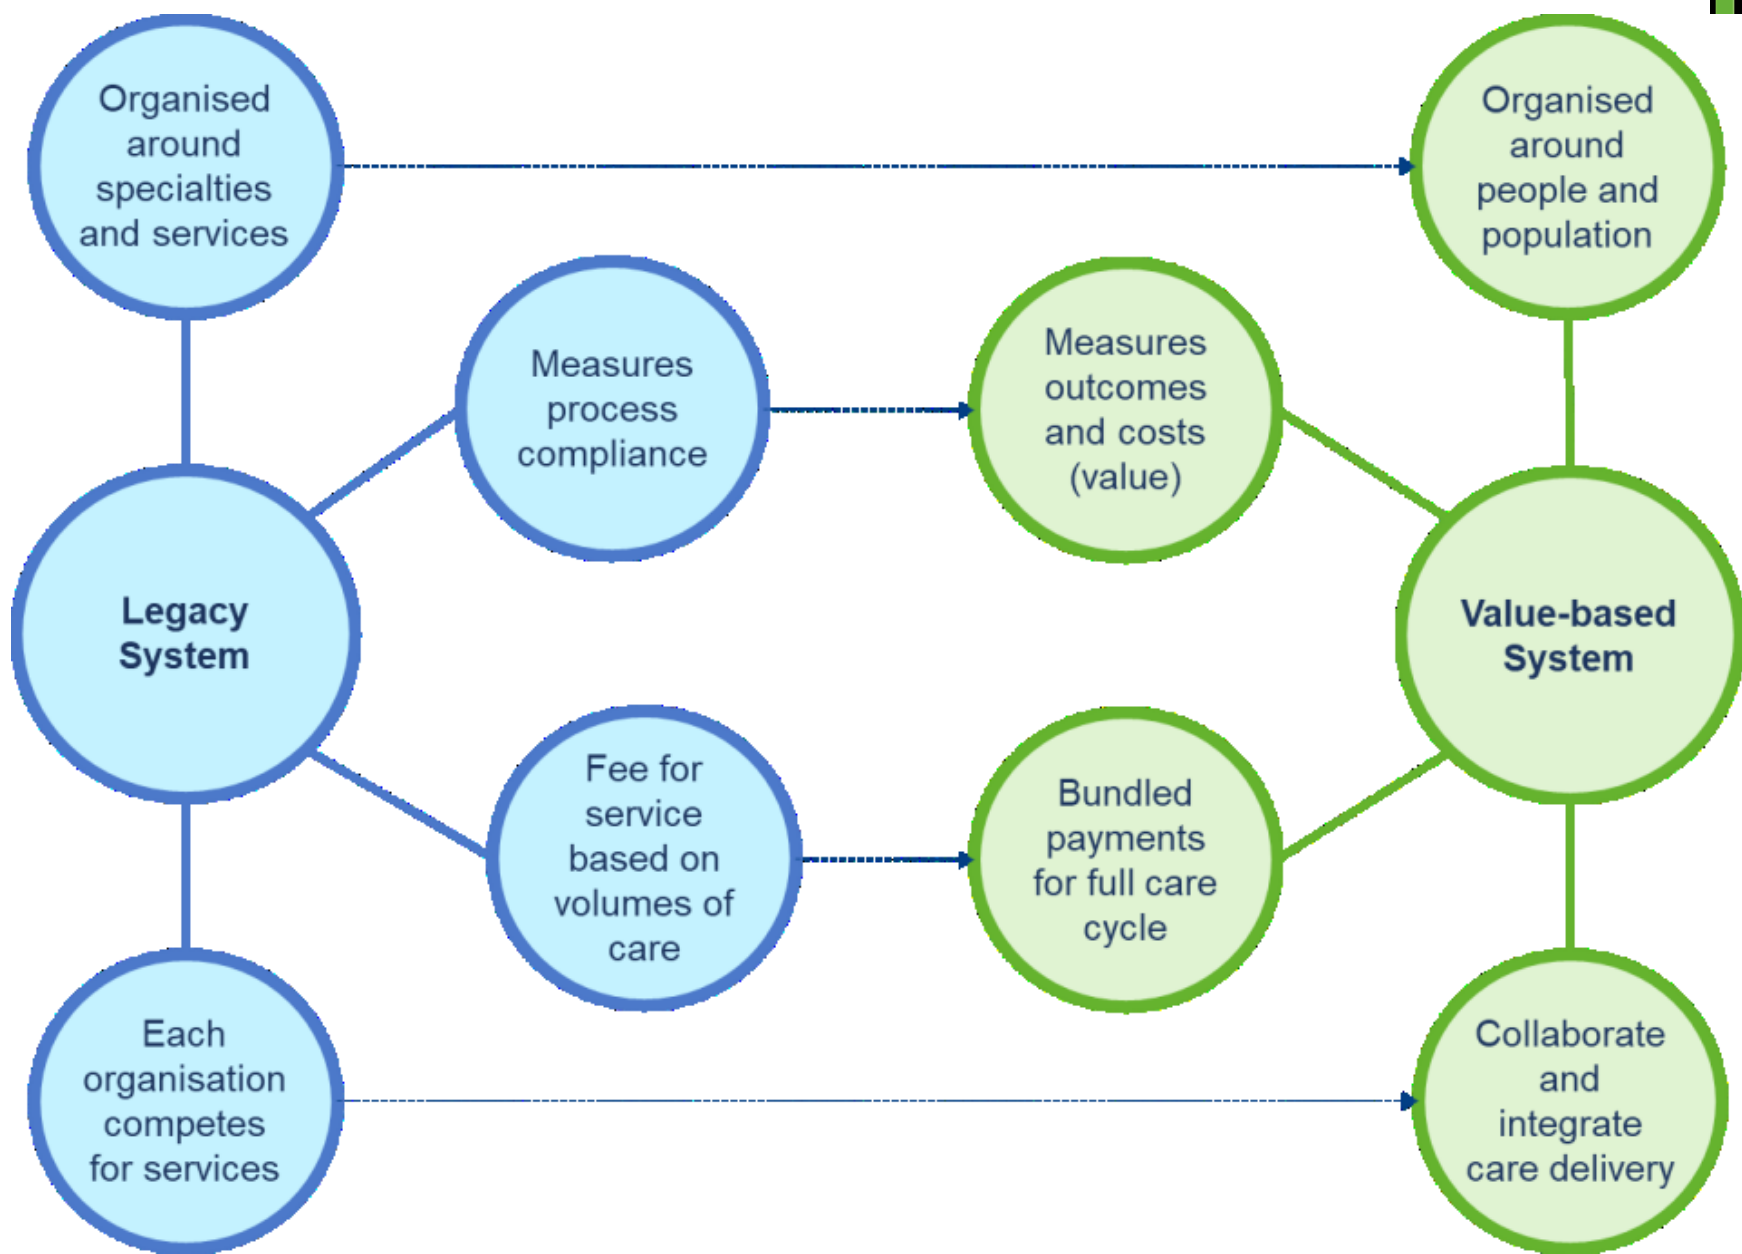 Organised
around
specialties
and services
Organised
around
people and
population
Measures
process
compliance
Measures
outcomes
and costs
(value)
Legacy
System
Value-based
System
Fee for
service
based on
volumes of
care
Bundled
payments
for full care
cycle
Each
organisation
competes
for services
Collaborate
and
integrate
care delivery